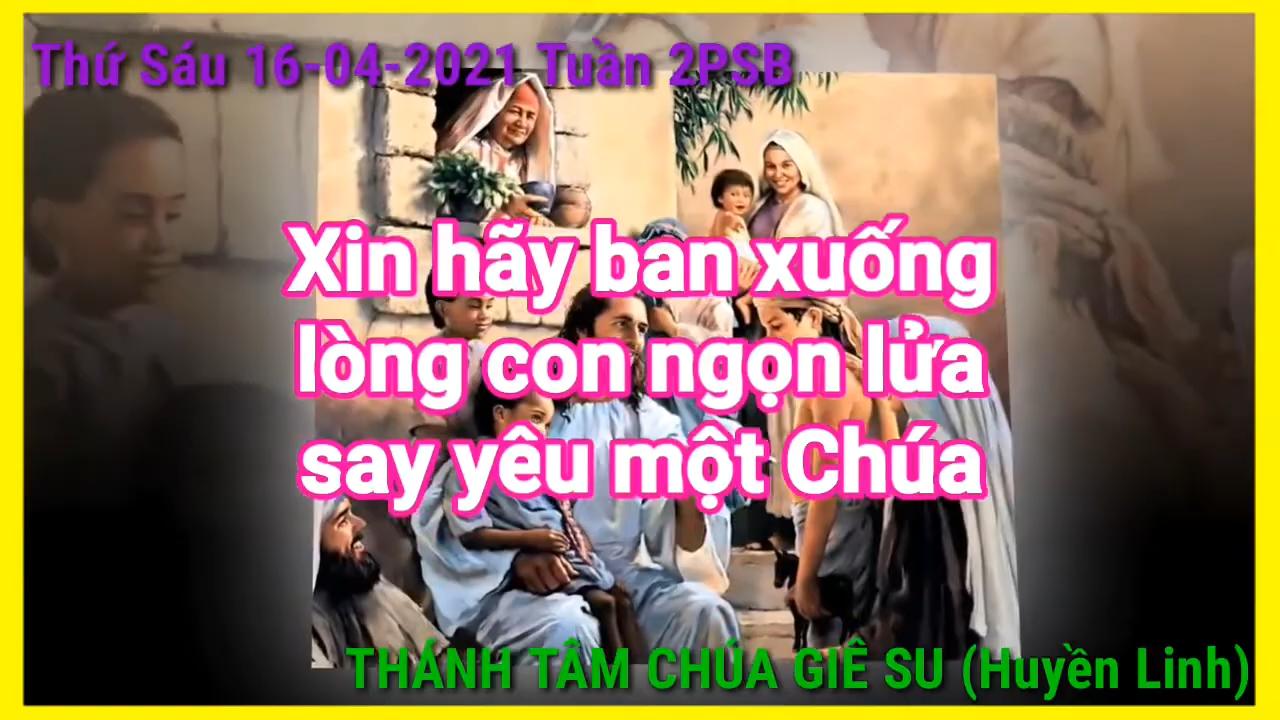 Thứ Sáu 16-04-2021 Tuần 2PSB
Xin hãy ban xuống
lòng con ngọn lửa
say yêu một Chúa
THÁNH TÂM CHÚA GIÊ SU (Huyền Linh)